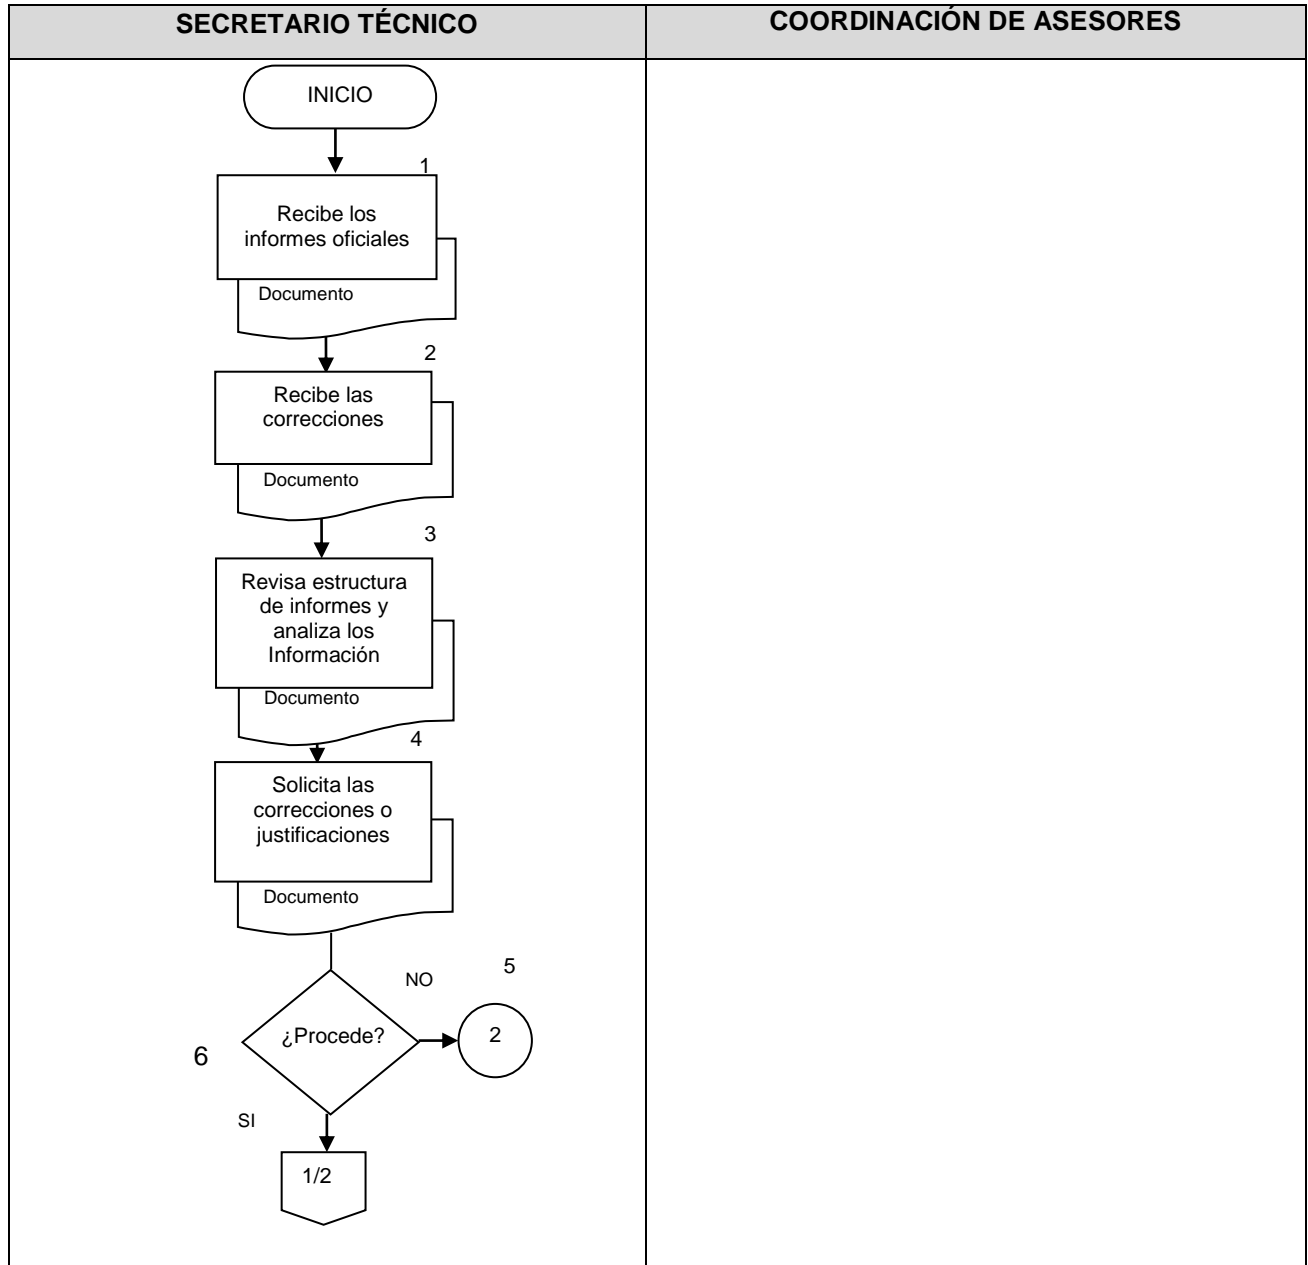 SECRETARIO TÉCNICO
COORDINACIÓN DE ASESORES
INICIO
1
Recibe los
informes oficiales
Documento
2
Recibe las
correcciones
Documento
3
Revisa estructura
de informes y
analiza los
Información
Documento
4
Solicita las
correcciones o
justificaciones
Documento
5
NO
¿Procede?
2
6
SI
1/2